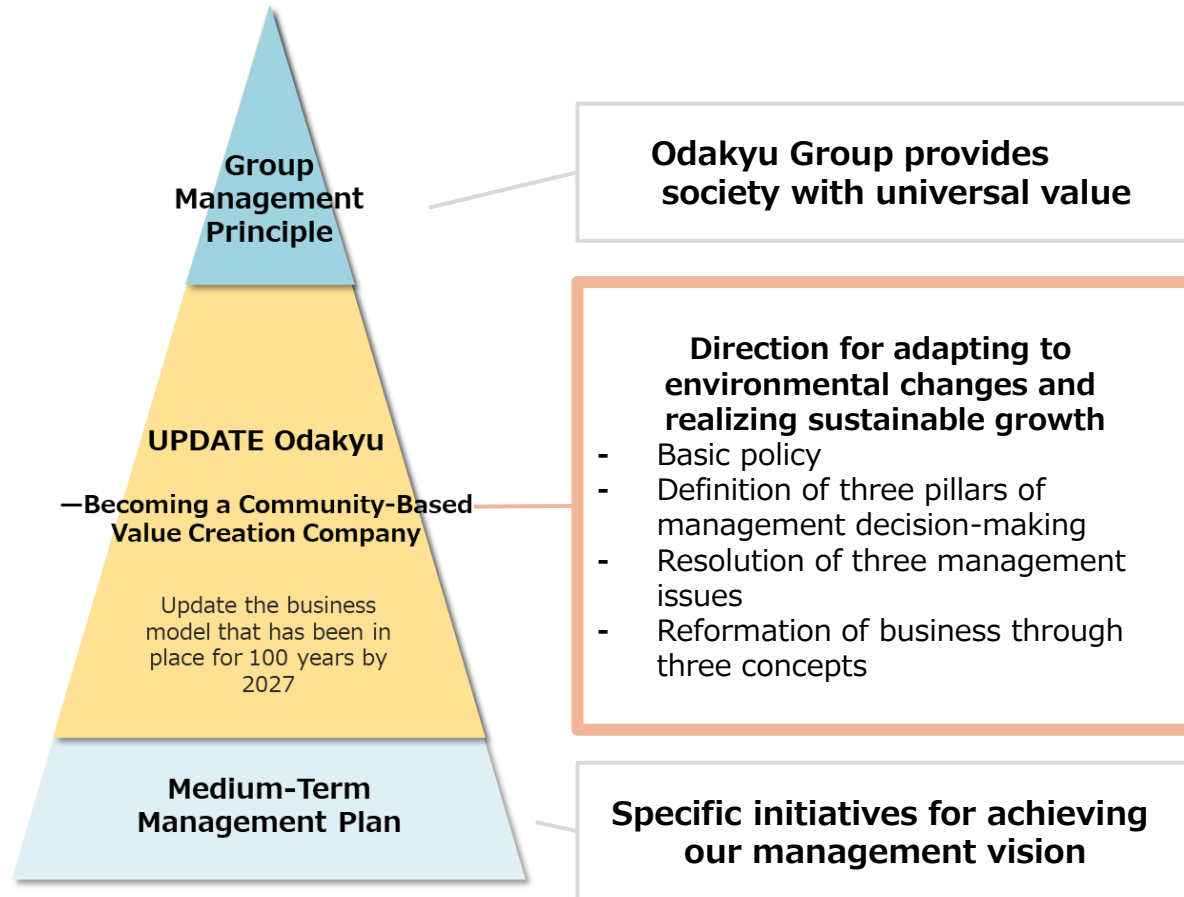 Group
Management
Principle
Odakyu Group provides
society with universal value
UPDATE Odakyu
—Becoming a Community-Based
Value Creation Company
Update the business
model that has been in
place for 100 years by
2027
Direction for adapting to
environmental changes and
realizing sustainable growth
- Basic policy
- Definition of three pillars of
management decision-making
- Resolution of three management
issues
- Reformation of business through
three concepts
Medium-Term
Management Plan
Specific initiatives for achieving
our management vision